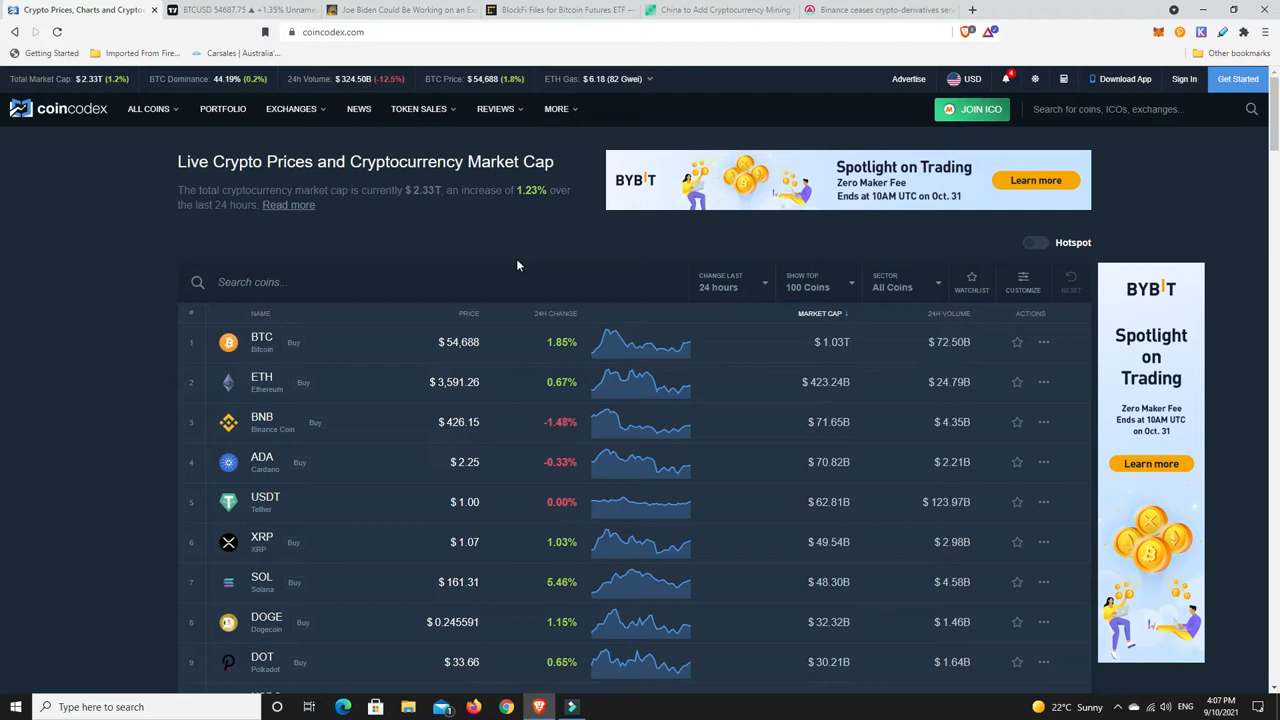 Crypto Prices, Charts and Cryptocurr
BTCUSD 54687.75 ▲ +1.35% Unname
Joe Biden Could Be Working on an Exe
BlockFi Files for Bitcoin Futures ETF —
China to Add Cryptocurrency Mining
Binance ceases crypto-derivatives serv
coincodex.com
Getting Started
Imported From Fire...
Carsales | Australia'...
Other bookmarks
Total Market Cap: $ 2.33T (1.2%)
BTC Dominance: 44.19% (0.2%)
24h Volume: $ 324.50B (-12.5%)
BTC Price: $ 54,688 (1.8%)
ETH Gas: $ 6.18 (82 Gwei)
Advertise
USD
4
Download App
Sign In
Get Started
coincodex
ALL COINS
PORTFOLIO
EXCHANGES
NEWS
TOKEN SALES
REVIEWS
MORE
JOIN ICO
Search for coins, ICOs, exchanges...
Live Crypto Prices and Cryptocurrency Market Cap
The total cryptocurrency market cap is currently $ 2.33T, an increase of 1.23% over
the last 24 hours. Read more
BYBIT
Spotlight on Trading
Zero Maker Fee
Ends at 10AM UTC on Oct. 31
Learn more
Hotspot
Search coins...
CHANGE LAST
24 hours
SHOW TOP
100 Coins
SECTOR
All Coins
WATCHLIST
CUSTOMIZE
RESET
# NAME PRICE 24H CHANGE MARKET CAP ↓ 24H VOLUME ACTIONS
1 BTC Bitcoin Buy $ 54,688 1.85% $ 1.03T $ 72.50B
2 ETH Ethereum Buy $ 3,591.26 0.67% $ 423.24B $ 24.79B
3 BNB Binance Coin Buy $ 426.15 -1.48% $ 71.65B $ 4.35B
4 ADA Cardano Buy $ 2.25 -0.33% $ 70.82B $ 2.21B
5 USDT Tether $ 1.00 0.00% $ 62.81B $ 123.97B
6 XRP XRP Buy $ 1.07 1.03% $ 49.54B $ 2.98B
7 SOL Solana Buy $ 161.31 5.46% $ 48.30B $ 4.58B
8 DOGE Dogecoin Buy $ 0.245591 1.15% $ 32.32B $ 1.46B
9 DOT Polkadot Buy $ 33.66 0.65% $ 30.21B $ 1.64B
BYBIT
Spotlight
on
Trading
Zero Maker Fee
Ends at 10AM UTC
on Oct. 31
Learn more
Type here to search
22°C Sunny
ENG
4:07 PM
9/10/2021